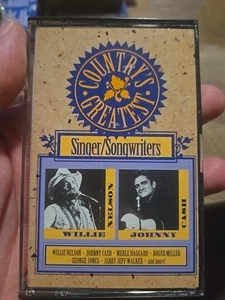 COUNTRY'S
GREATEST
Singer/Songwriters
WILLIE NELSON
JOHNNY CASH
WILLIE NELSON • JOHNNY CASH • MERLE HAGGARD • ROGER MILLER
• GEORGE JONES • JERRY JEFF WALKER • and more!